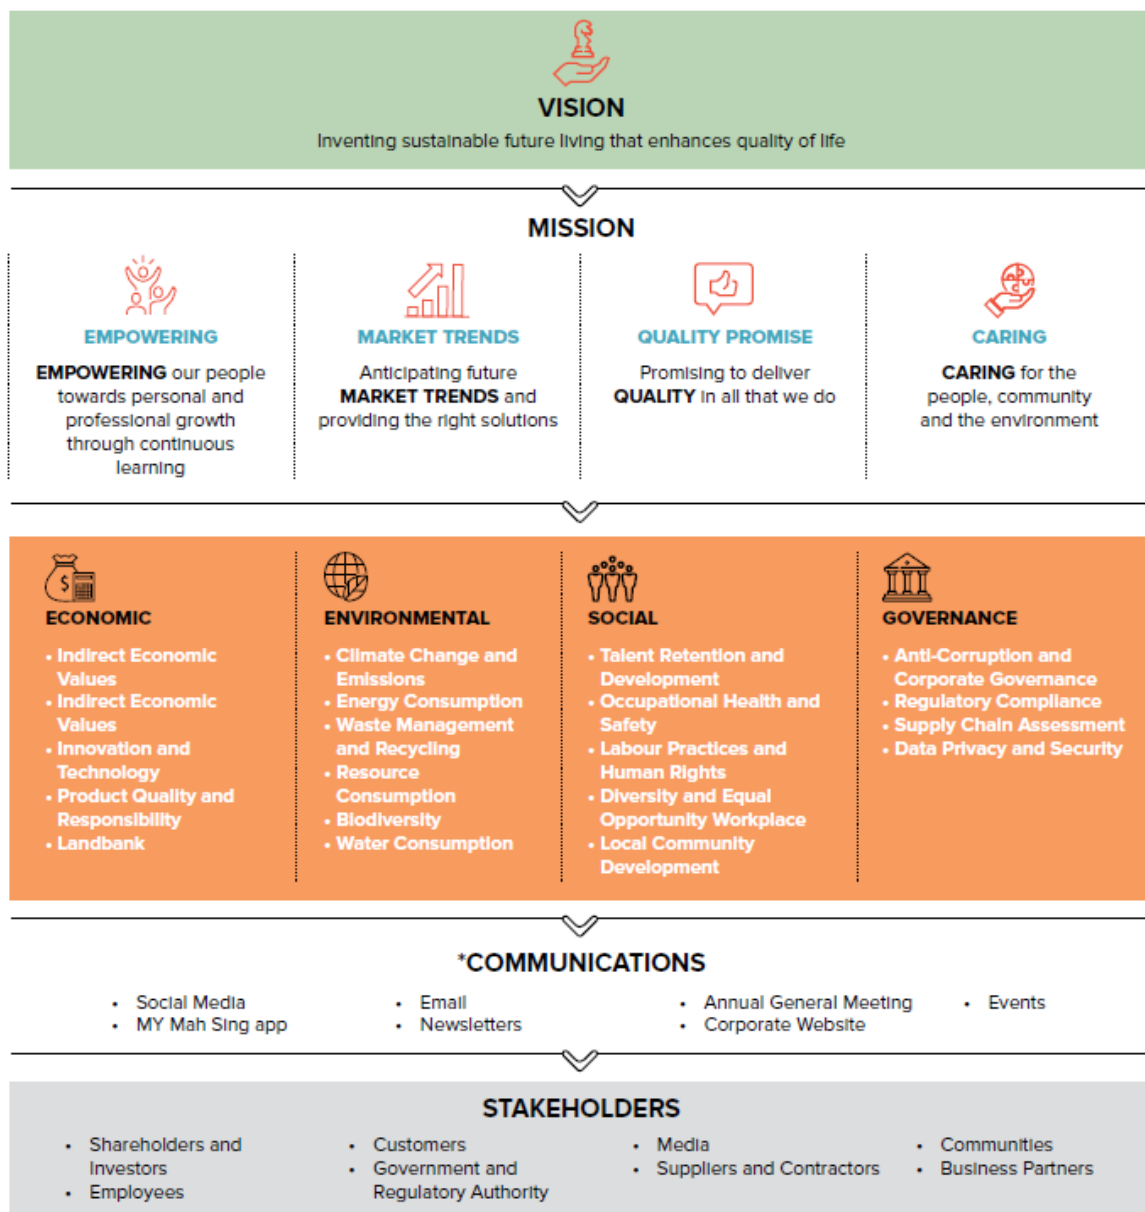 VISION
Inventing sustainable future living that enhances quality of life
MISSION
EMPOWERING
EMPOWERING our people
towards personal and
professional growth
through continuous
learning
MARKET TRENDS
Anticipating future
MARKET TRENDS and
providing the right solutions
QUALITY PROMISE
Promising to deliver
QUALITY in all that we do
CARING
CARING for the
people, community
and the environment
$
ECONOMIC
• Indirect Economic
Values
• Indirect Economic
Values
• Innovation and
Technology
• Product Quality and
Responsibility
• Landbank
ENVIRONMENTAL
• Climate Change and
Emissions
• Energy Consumption
• Waste Management
and Recycling
• Resource
Consumption
• Biodiversity
• Water Consumption
SOCIAL
• Talent Retention and
Development
• Occupational Health and
Safety
• Labour Practices and
Human Rights
• Diversity and Equal
Opportunity Workplace
• Local Community
Development
GOVERNANCE
• Anti-Corruption and
Corporate Governance
• Regulatory Compliance
• Supply Chain Assessment
• Data Privacy and Security
*COMMUNICATIONS
• Social Media
• MY Mah Sing app
• Email
• Newsletters
• Annual General Meeting
• Corporate Website
• Events
STAKEHOLDERS
• Shareholders and
Investors
• Employees
• Customers
• Government and
Regulatory Authority
• Media
• Suppliers and Contractors
• Communities
• Business Partners